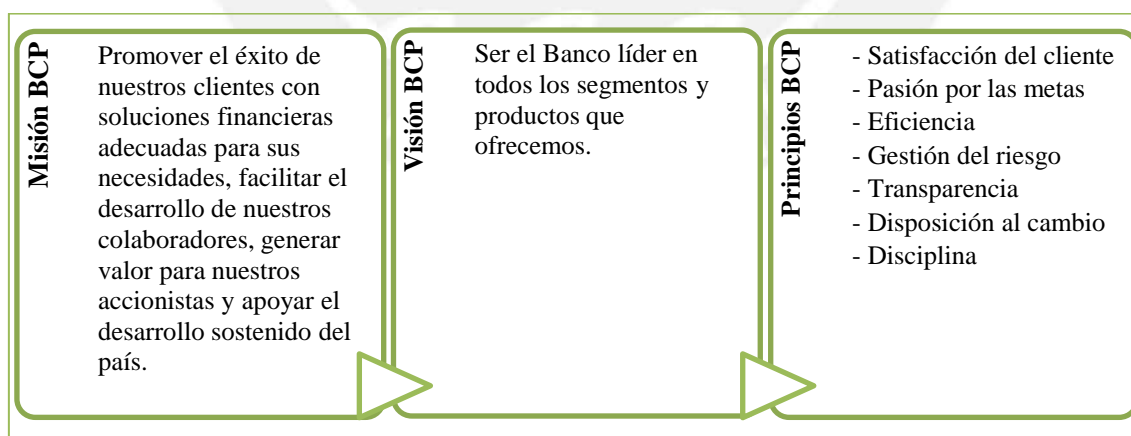 Misión BCP
Promover el éxito de
nuestros clientes con
soluciones financieras
adecuadas para sus
necesidades, facilitar el
desarrollo de nuestros
colaboradores, generar
valor para nuestros
accionistas y apoyar el
desarrollo sostenido del
país.
Visión BCP
Ser el Banco líder en
todos los segmentos y
productos que
ofrecemos.
Principios BCP
- Satisfacción del cliente
- Pasión por las metas
- Eficiencia
- Gestión del riesgo
- Transparencia
- Disposición al cambio
- Disciplina